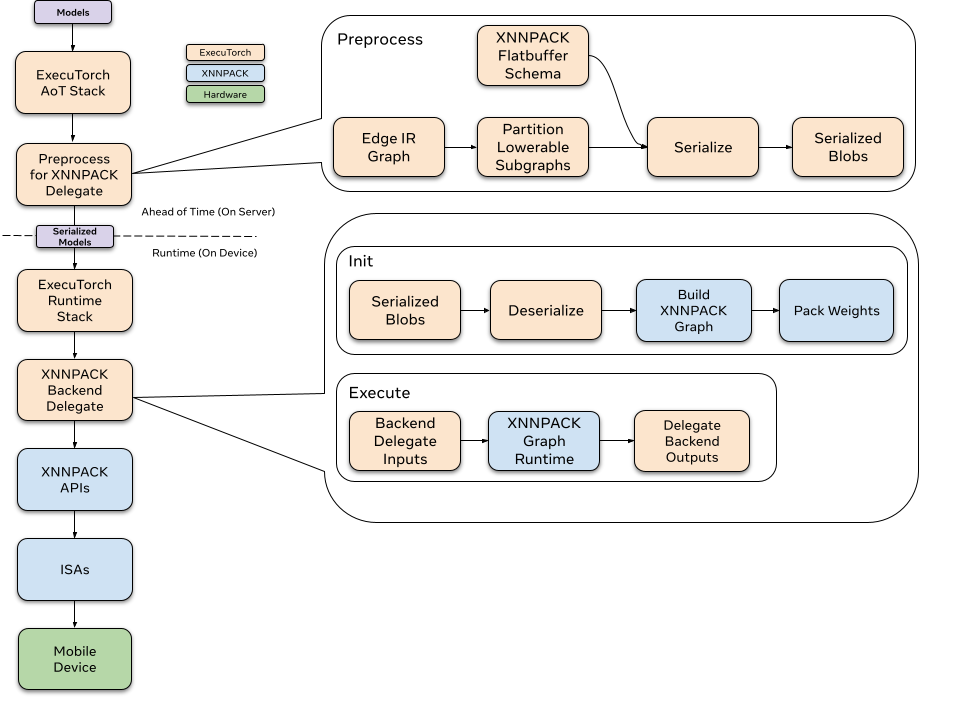 Models
ExecuTorch
AoT Stack
Preprocess
for XNNPACK
Delegate
Ahead of Time (On Server)
Serialized
Models
Runtime (On Device)
ExecuTorch
Runtime
Stack
XNNPACK
Backend
Delegate
XNNPACK
APIs
ISAs
Mobile
Device
ExecuTorch
XNNPACK
Hardware
Preprocess
XNNPACK
Flatbuffer
Schema
Edge IR
Graph
Partition
Lowerable
Subgraphs
Serialize
Serialized
Blobs
Init
Serialized
Blobs
Deserialize
Build
XNNPACK
Graph
Pack Weights
Execute
Backend
Delegate
Inputs
XNNPACK
Graph
Runtime
Delegate
Backend
Outputs